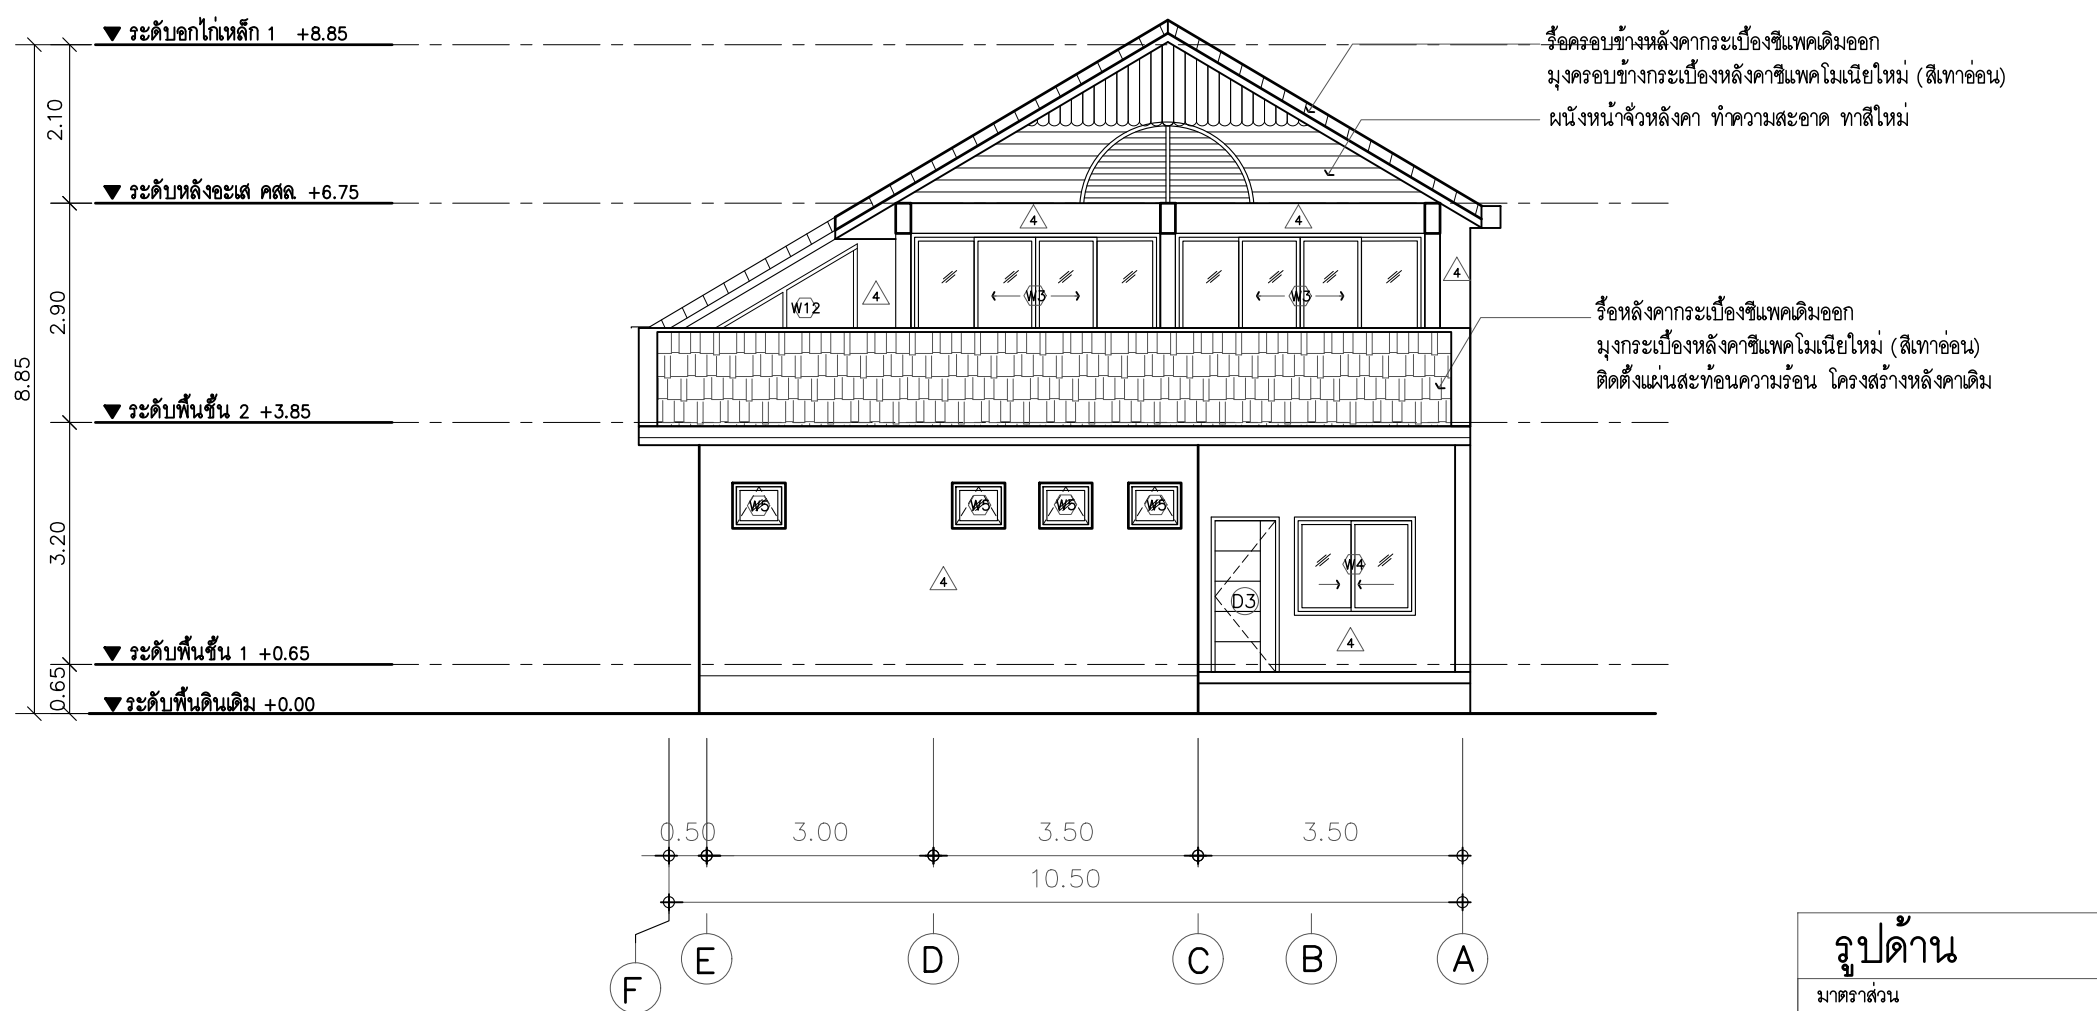 ระดับอกไก่เหล็ก 1 +8.85
รื้อครอบข้างหลังคากระเบื้องซีแพคเดิมออก
มุงครอบข้างกระเบื้องหลังคาซีแพคโมเนียใหม่ (สีเทาอ่อน)
ผนังหน้าจั่วหลังคา ทำความสะอาด ทาสีใหม่
2.10
ระดับหลังอะเส คสล. +6.75
4
4
4
4
W12
W3
W3
2.90
8.85
รื้อหลังคากระเบื้องซีแพคเดิมออก
มุงกระเบื้องหลังคาซีแพคโมเนียใหม่ (สีเทาอ่อน)
ติดตั้งแผ่นสะท้อนความร้อน โครงสร้างหลังคาเดิม
ระดับพื้นชั้น 2 +3.85
W5
W5
W5
W5
3.20
4
W4
D3
4
ระดับพื้นชั้น 1 +0.65
0.65
ระดับพื้นดินเดิม +0.00
0.50
3.00
3.50
3.50
10.50
F
E
D
C
B
A
รูปด้าน
มาตราส่วน